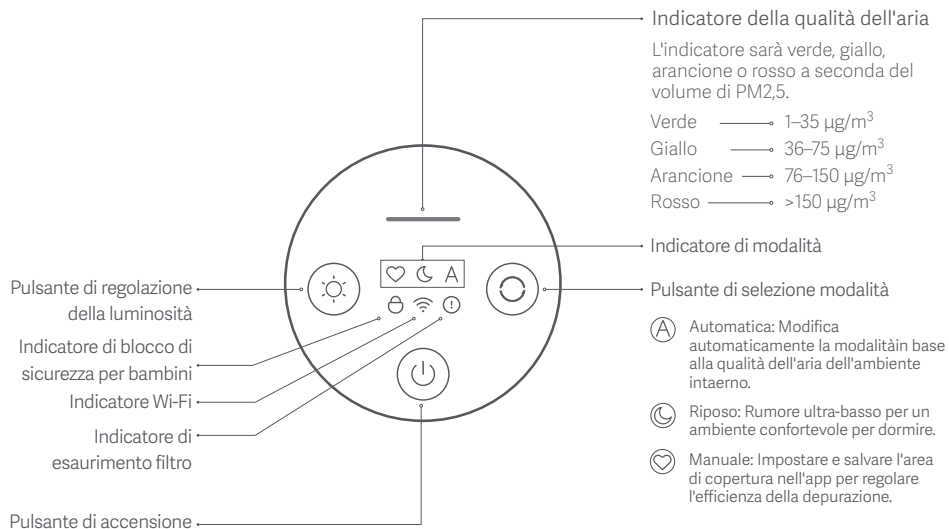 Indicatore della qualità dell'aria
L'indicatore sarà verde, giallo,
arancione o rosso a seconda del
volume di PM2,5.
Verde 1–35 µg/m³
Giallo 36–75 µg/m³
Arancione 76–150 µg/m³
Rosso >150 µg/m³
Indicatore di modalità
A
Pulsante di selezione modalità
A Automatica: Modifica
automaticamente la modalitàin base
alla qualità dell'aria dell'ambiente
intaerno.
Riposo: Rumore ultra-basso per un
ambiente confortevole per dormire.
Manuale: Impostare e salvare l'area
di copertura nell'app per regolare
l'efficienza della depurazione.
Pulsante di regolazione
della luminosità
Indicatore di blocco di
sicurezza per bambini
Indicatore Wi-Fi
Indicatore di
esaurimento filtro
Pulsante di accensione